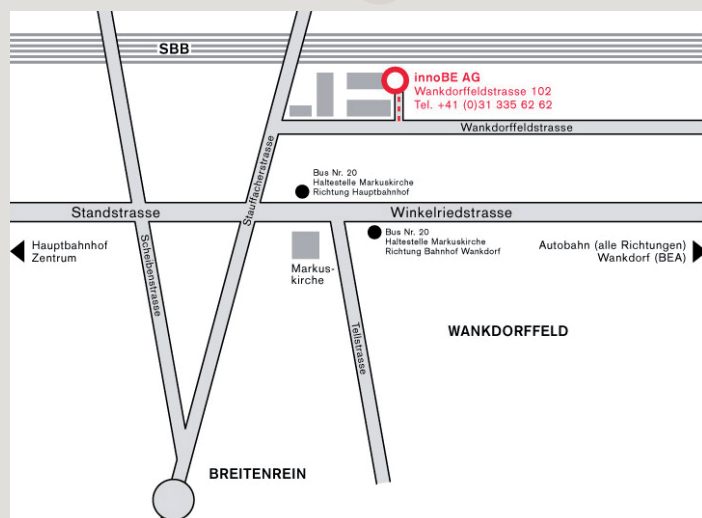 SBB
innoBE AG
Wankdorffeldstrasse 102
Tel. +41 (0)31 335 62 62
Wankdorffeldstrasse
Stauffacherstrasse
Bus Nr. 20
Haltestelle Markuskirche
Richtung Hauptbahnhof
Standstrasse
Winkelriedstrasse
Hauptbahnhof
Zentrum
Scheibenstrasse
Markus-
kirche
Bus Nr. 20
Haltestelle Markuskirche
Richtung Bahnhof Wankdorf
Autobahn (alle Richtungen)
Wankdorf (BEA)
Tellstrasse
WANKDORFFELD
BREITENREIN